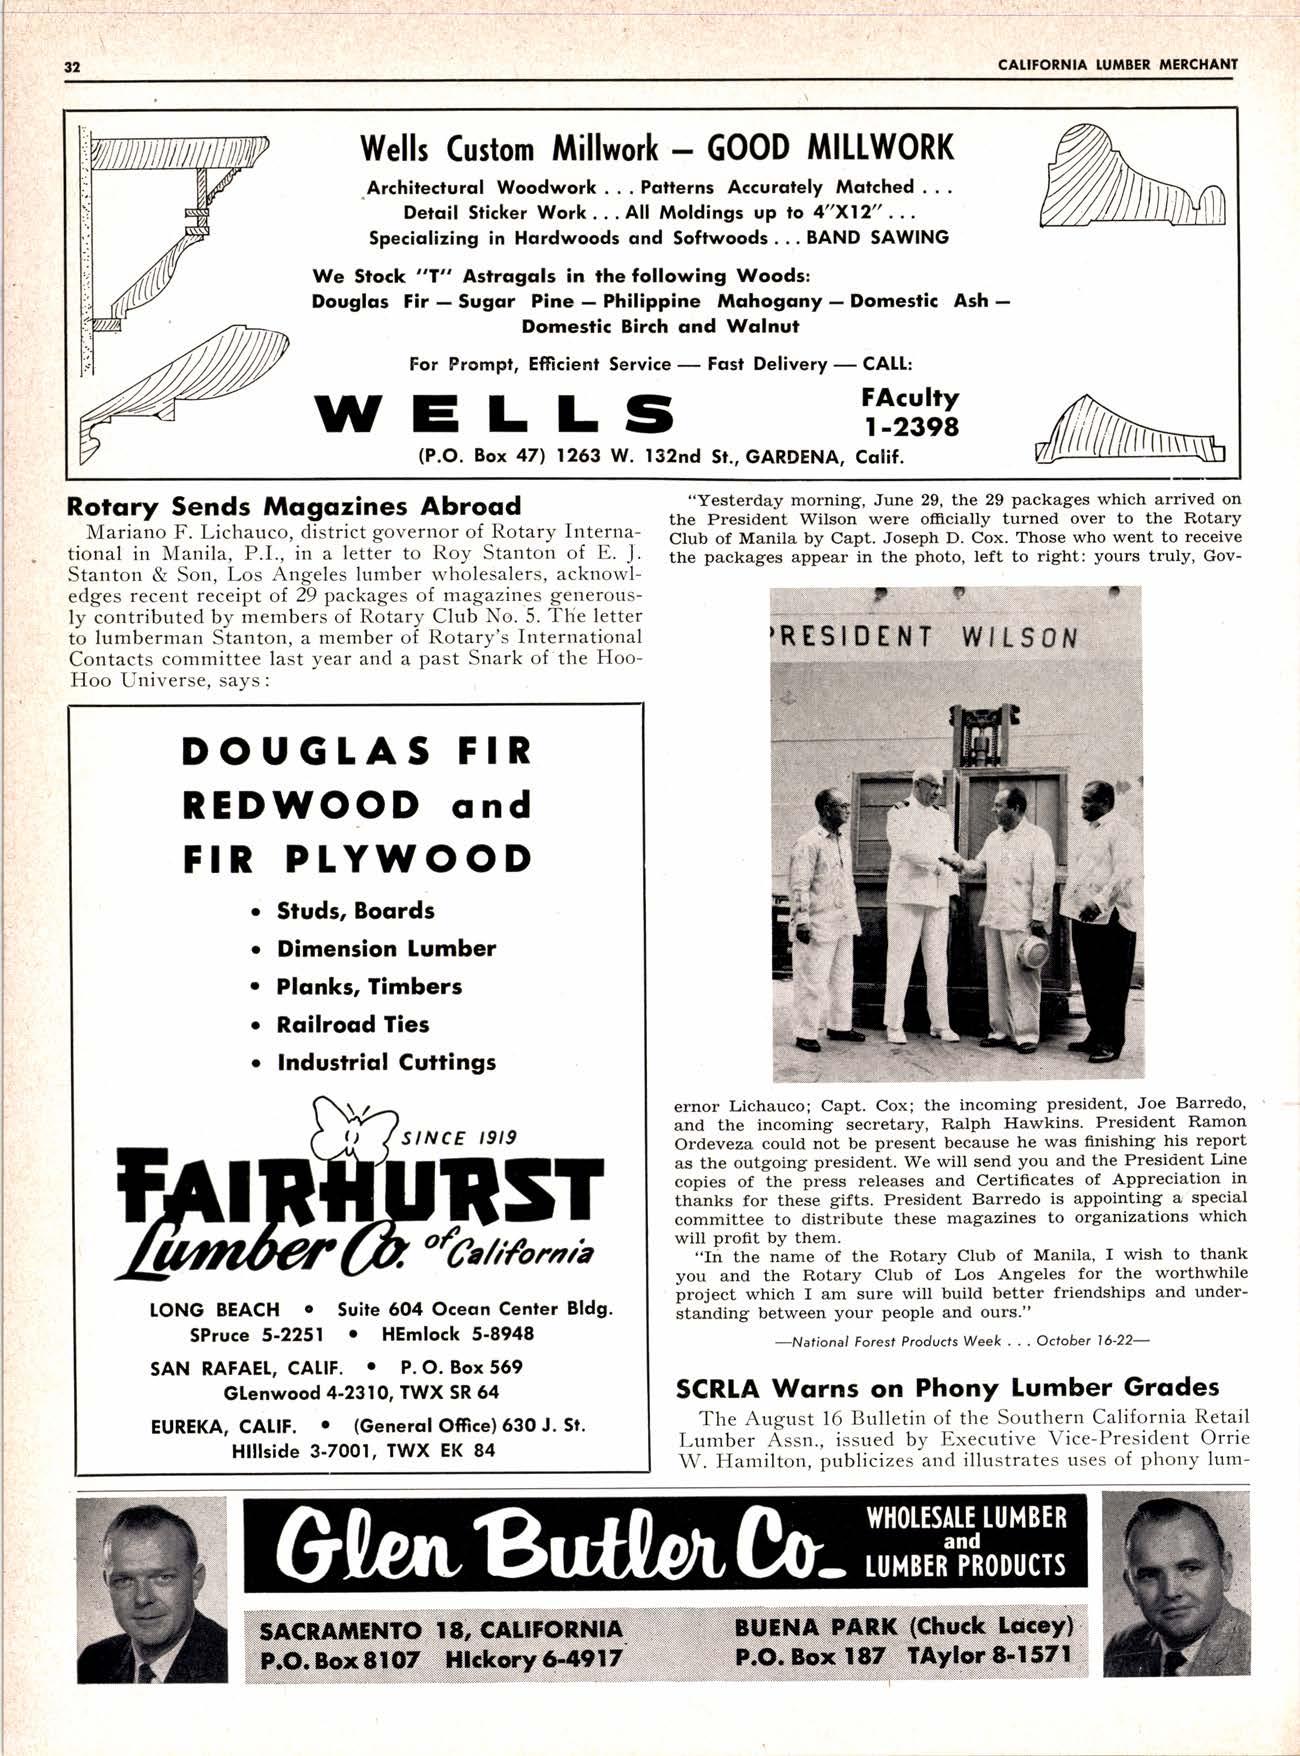 32
CALIFORNIA LUMBER MERCHANT
Wells Custom Millwork — GOOD MILLWORK
Architectural Woodwork . . . Patterns Accurately Matched . . .
Detail Sticker Work . . . All Moldings up to 4″X12″ . . .
Specializing in Hardwoods and Softwoods . . . BAND SAWING
We Stock “T” Astragals in the following Woods:
Douglas Fir — Sugar Pine — Philippine Mahogany — Domestic Ash —
Domestic Birch and Walnut
For Prompt, Efficient Service — Fast Delivery — CALL:
WELLS
FAculty
1-2398
(P.O. Box 47) 1263 W. 132nd St., GARDENA, Calif.
Rotary Sends Magazines Abroad
Mariano F. Lichauco, district governor of Rotary Interna-
tional in Manila, P.I., in a letter to Roy Stanton of E. J.
Stanton & Son, Los Angeles lumber wholesalers, acknowl-
edges recent receipt of 29 packages of magazines generous-
ly contributed by members of Rotary Club No. 5. The letter
to lumberman Stanton, a member of Rotary's International
Contacts committee last year and a past Snark of the Hoo-
Hoo Universe, says :
DOUGLAS FIR
REDWOOD and
FIR PLYWOOD
• Studs, Boards
• Dimension Lumber
• Planks, Timbers
• Railroad Ties
• Industrial Cuttings
SINCE 1919
FAIRHURST
Lumber Co. of California
LONG BEACH • Suite 604 Ocean Center Bldg.
SPruce 5-2251 • HEmlock 5-8948
SAN RAFAEL, CALIF. • P. O. Box 569
GLenwood 4-2310, TWX SR 64
EUREKA, CALIF. • (General Office) 630 J. St.
HIllside 3-7001, TWX EK 84
“Yesterday morning, June 29, the 29 packages which arrived on
the President Wilson were officially turned over to the Rotary
Club of Manila by Capt. Joseph D. Cox. Those who went to receive
the packages appear in the photo, left to right: yours truly, Gov-
PRESIDENT WILSON
ernor Lichauco; Capt. Cox; the incoming president, Joe Barredo,
and the incoming secretary, Ralph Hawkins. President Ramon
Ordeveza could not be present because he was finishing his report
as the outgoing president. We will send you and the President Line
copies of the press releases and Certificates of Appreciation in
thanks for these gifts. President Barredo is appointing a special
committee to distribute these magazines to organizations which
will profit by them.
“In the name of the Rotary Club of Manila, I wish to thank
you and the Rotary Club of Los Angeles for the worthwhile
project which I am sure will build better friendships and under-
standing between your people and ours.”
—National Forest Products Week . . . October 16-22—
SCRLA Warns on Phony Lumber Grades
The August 16 Bulletin of the Southern California Retail
Lumber Assn., issued by Executive Vice-President Orrie
W. Hamilton, publicizes and illustrates uses of phony lum-
Glen Butler Co.
WHOLESALE LUMBER
and
LUMBER PRODUCTS
SACRAMENTO 18, CALIFORNIA
P.O. Box 8107 HIckory 6-4917
BUENA PARK (Chuck Lacey)
P.O. Box 187 TAylor 8-1571